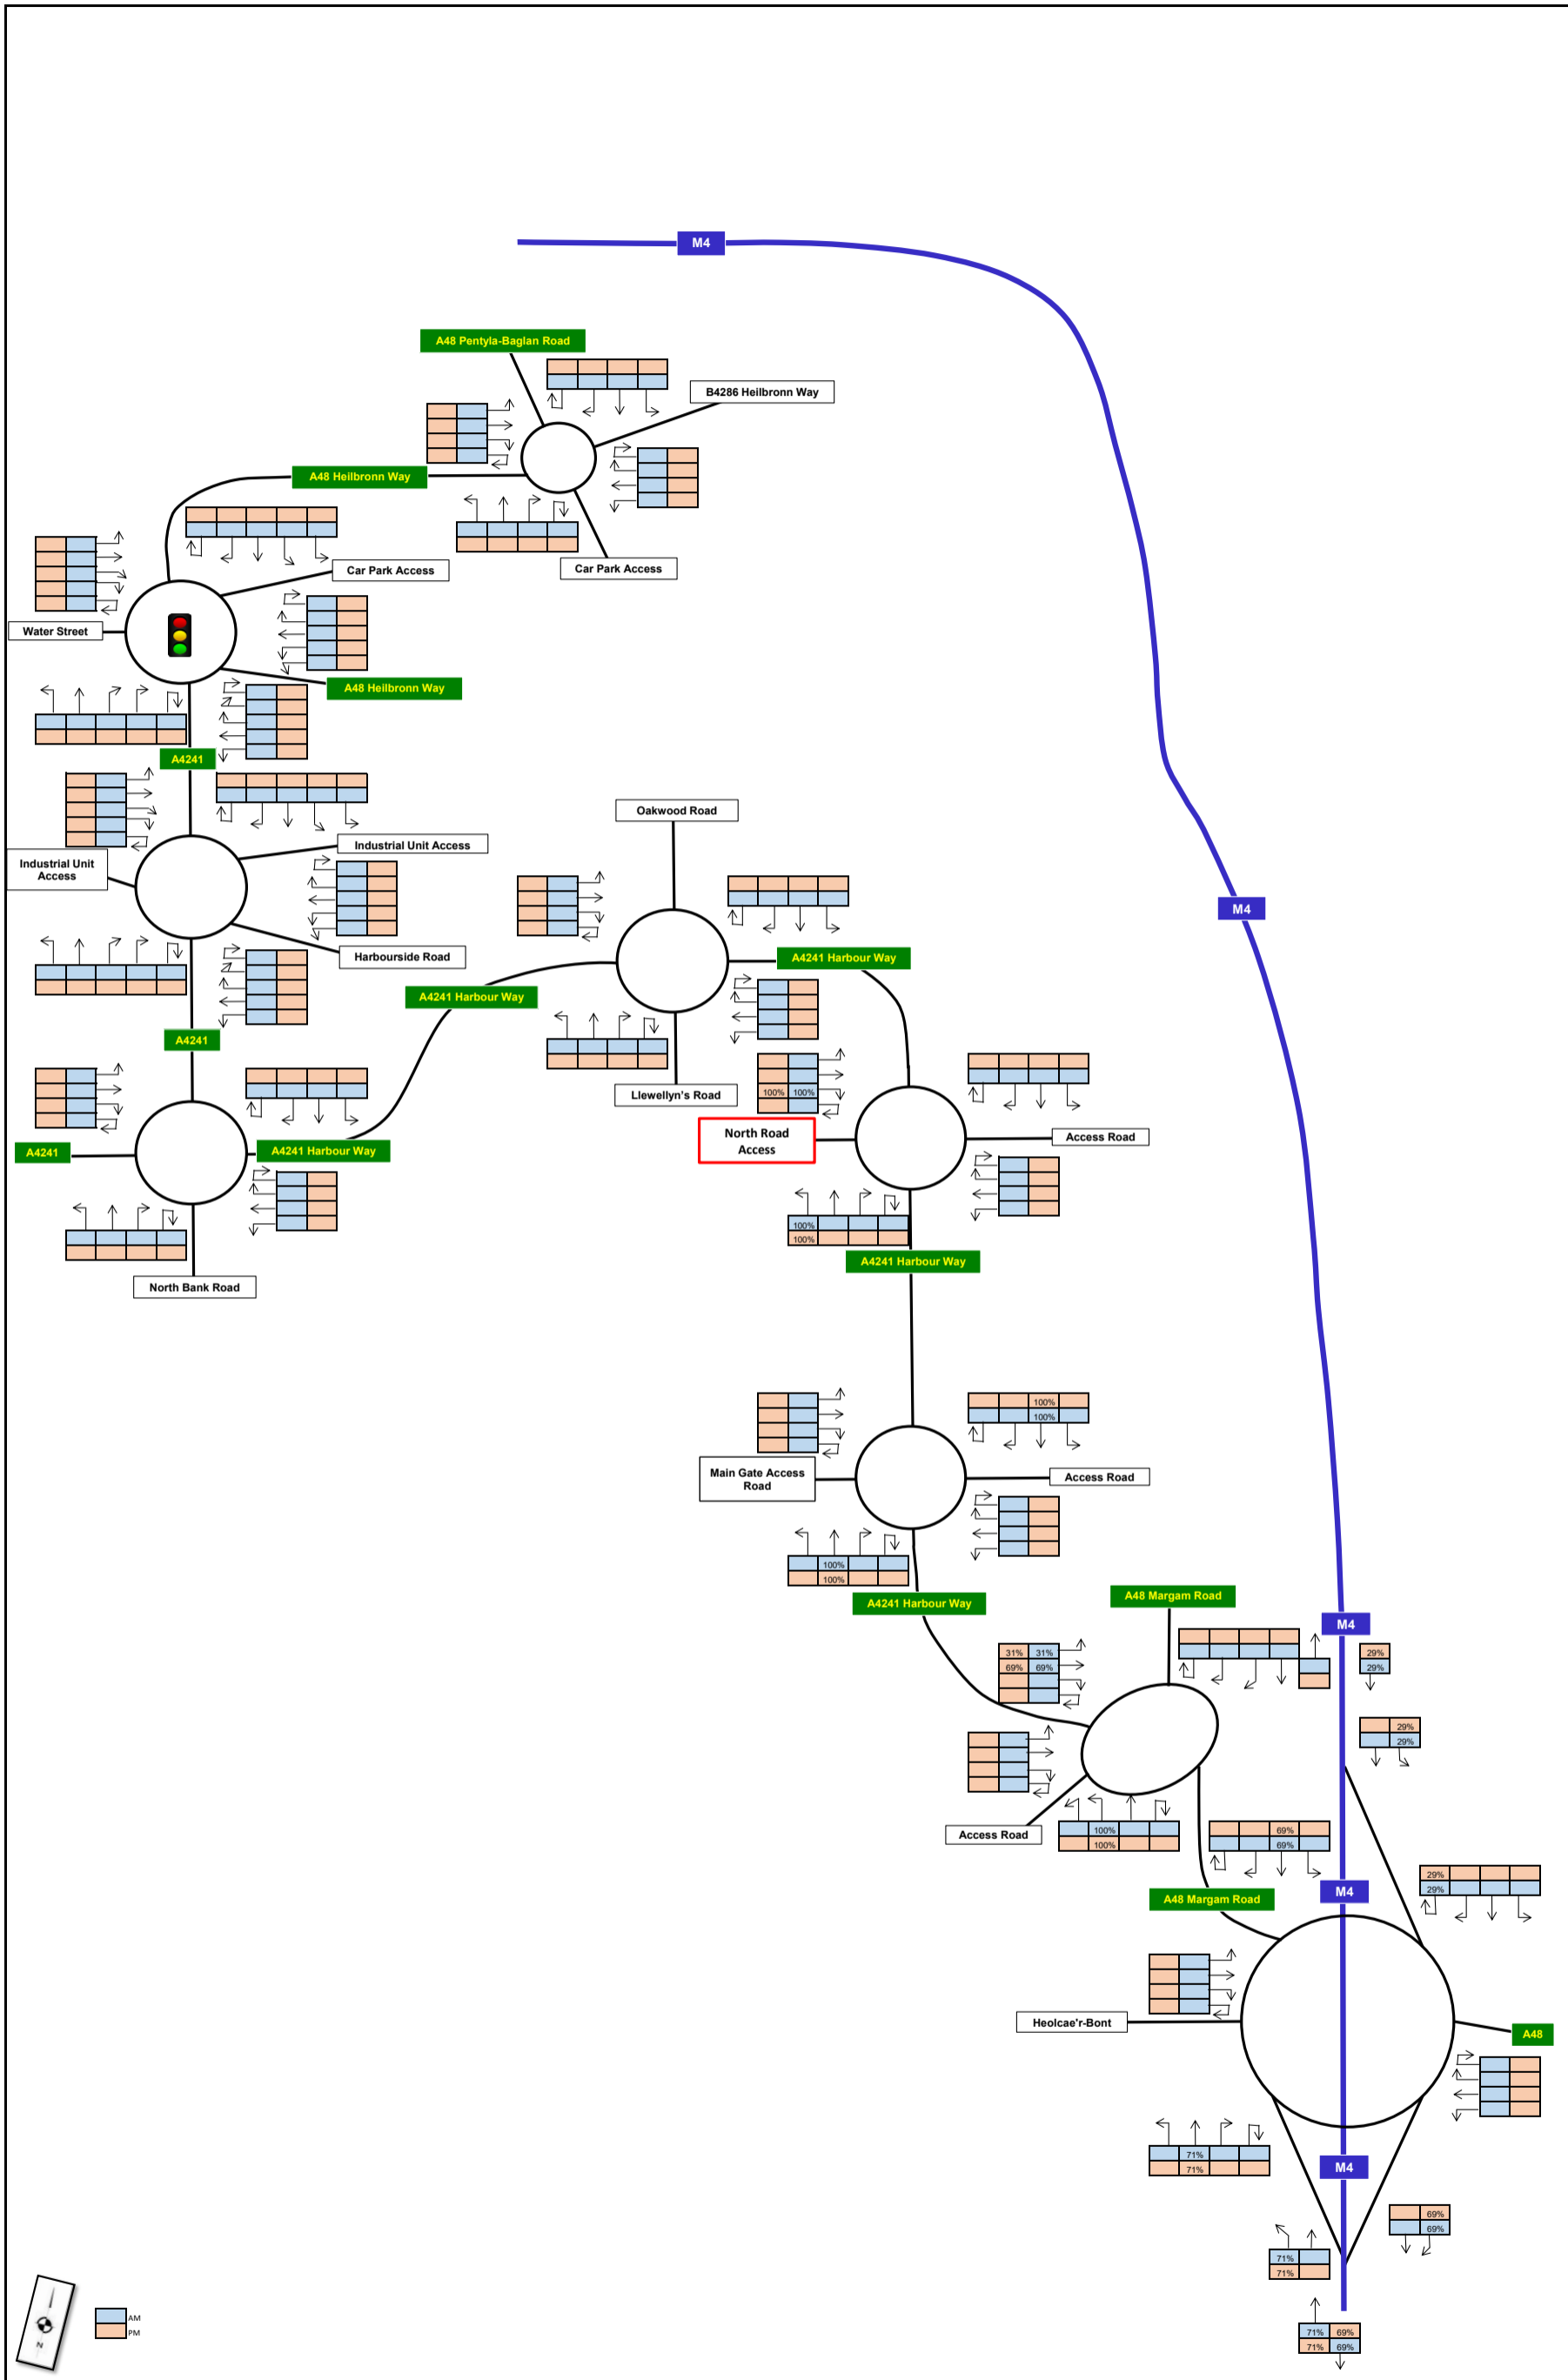 M4
A48 Pentyla-Baglan Road
B4286 Heilbronn Way
A48 Heilbronn Way
Car Park Access
Car Park Access
Water Street
A48 Heilbronn Way
A4241
Oakwood Road
Industrial Unit Access
Industrial Unit
Access
M4
Harbourside Road
A4241 Harbour Way
A4241 Harbour Way
A4241
Llewellyn's Road
100% 100%
North Road
Access
Access Road
A4241
A4241 Harbour Way
100%
100%
A4241 Harbour Way
North Bank Road
100%
100%
Main Gate Access
Road
Access Road
100%
100%
A4241 Harbour Way
A48 Margam Road
M4
31% 31%
69% 69%
29%
29%
29%
29%
Access Road
100%
100%
69%
69%
29%
29%
A48 Margam Road
M4
Heolcae'r-Bont
A48
71%
71%
M4
69%
69%
71%
71%
71% 69%
71% 69%
N
AM
PM